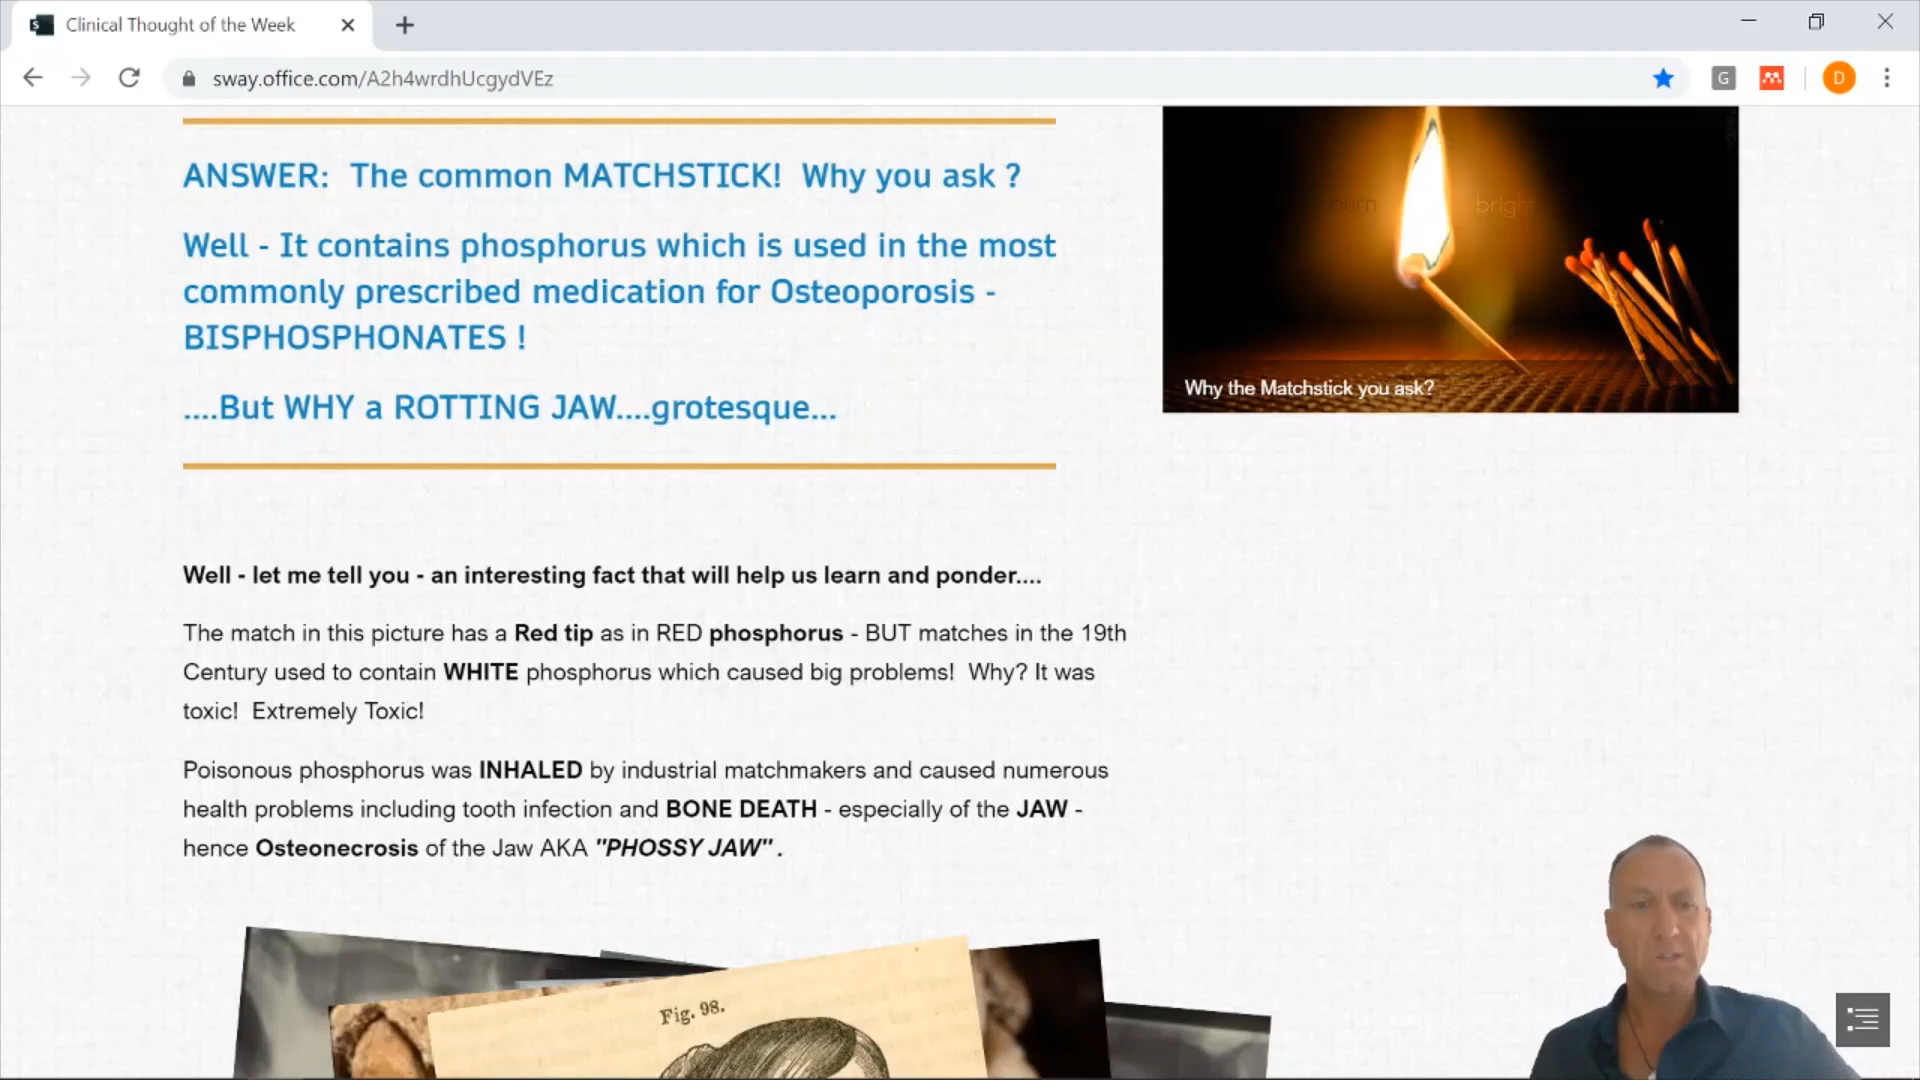 Clinical Thought of the Week
sway.office.com/A2h4wrdhUcgydVEz
G
D
ANSWER:  The common MATCHSTICK!  Why you ask ?
Well - It contains phosphorus which is used in the most
commonly prescribed medication for Osteoporosis -
BISPHOSPHONATES !
....But WHY a ROTTING JAW....grotesque...
burn bright
Why the Matchstick you ask?
Well - let me tell you - an interesting fact that will help us learn and ponder....
The match in this picture has a Red tip as in RED phosphorus - BUT matches in the 19th
Century used to contain WHITE phosphorus which caused big problems!  Why? It was
toxic!  Extremely Toxic!
Poisonous phosphorus was INHALED by industrial matchmakers and caused numerous
health problems including tooth infection and BONE DEATH - especially of the JAW -
hence Osteonecrosis of the Jaw AKA "PHOSSY JAW" .
Fig. 98.